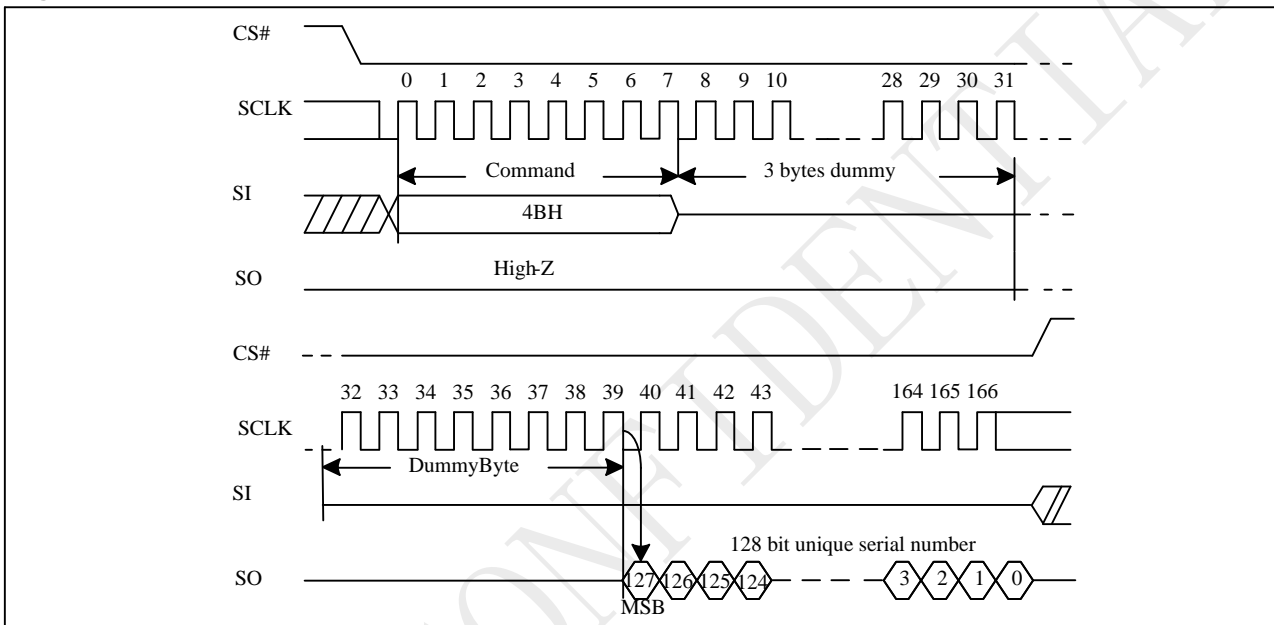 CS#
0 1 2 3 4 5 6 7 8 9 10 28 29 30 31
SCLK
Command 3 bytes dummy
SI
4BH
High-Z
SO
CS#
32 33 34 35 36 37 38 39 40 41 42 43 164 165 166
SCLK
DummyByte
SI
128 bit unique serial number
SO
127 126 125 124 3 2 1 0
MSB
ONFIDENTIA